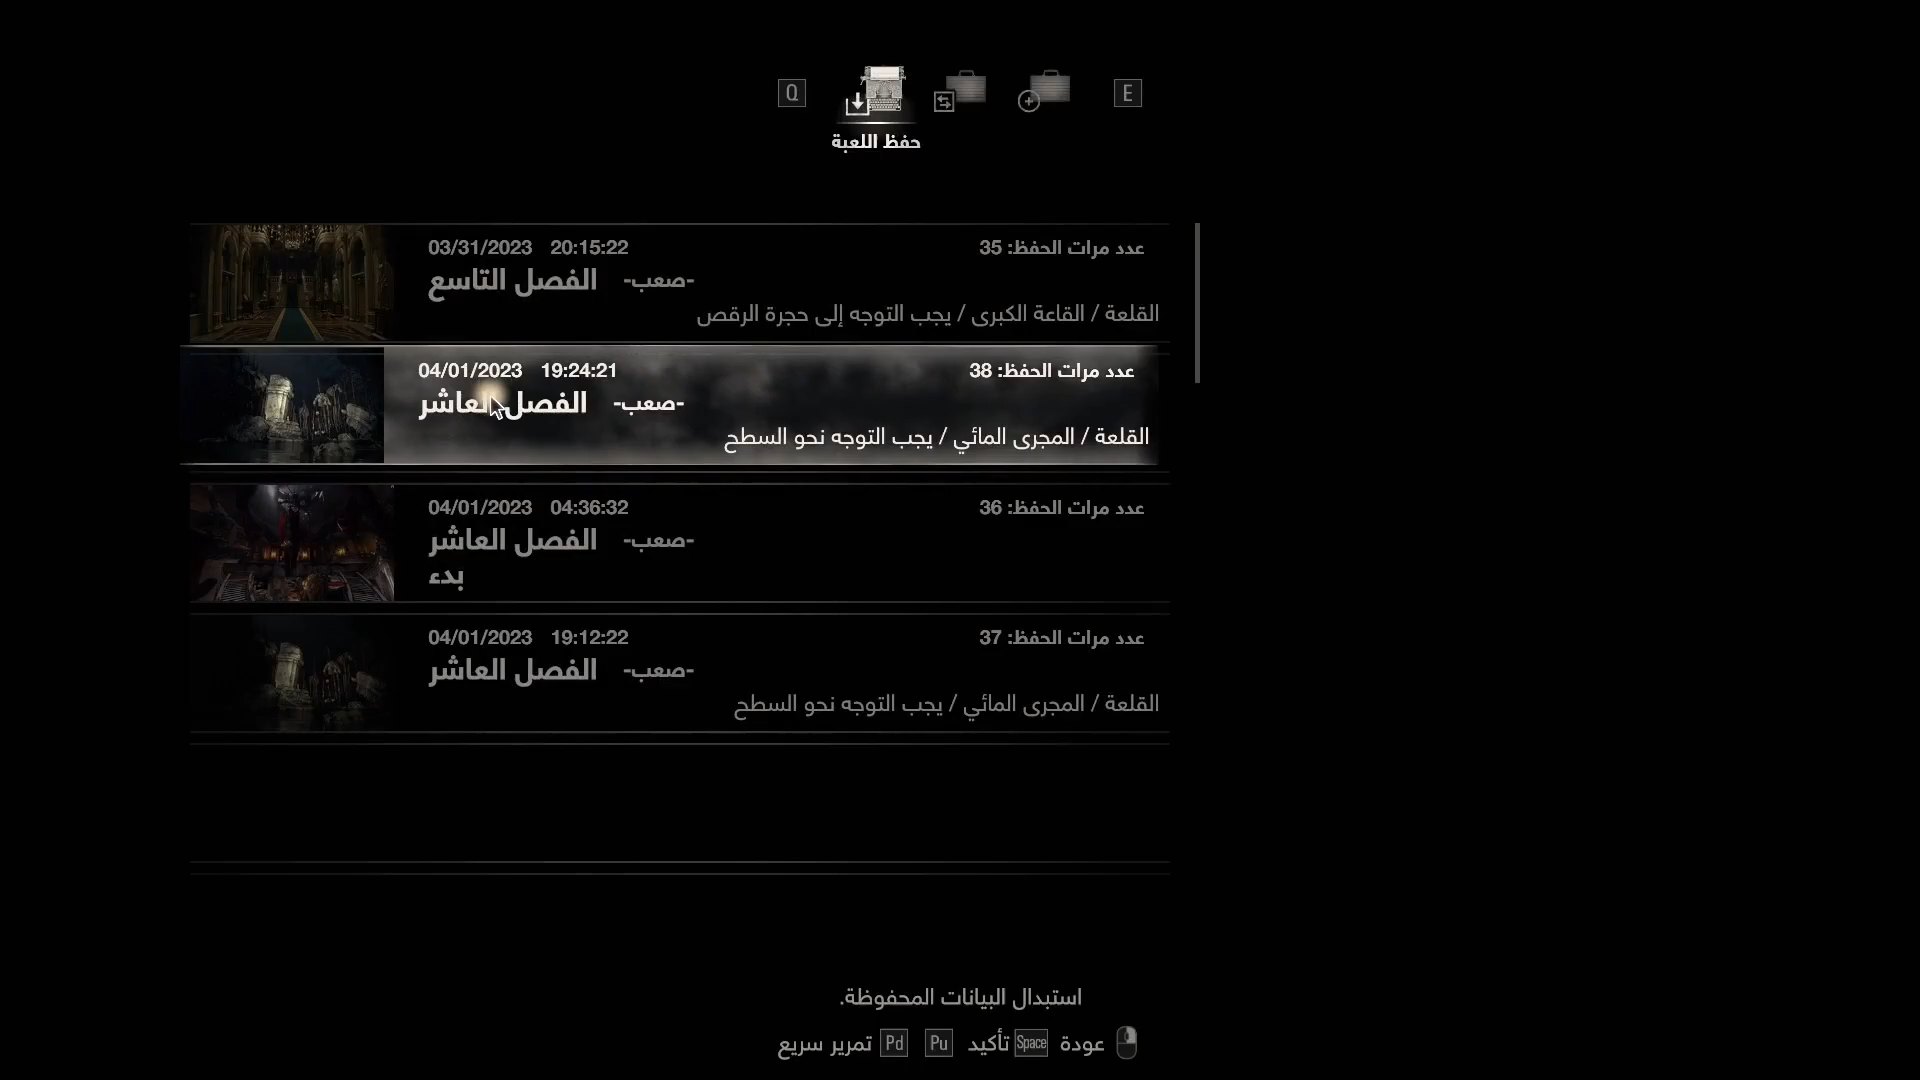 Q
E
حفظ اللعبة
03/31/2023 20:15:22
عدد مرات الحفظ: 35
الفصل التاسع -صعب-
القلعة / القاعة الكبرى / يجب التوجه إلى حجرة الرقص
04/01/2023 19:24:21
عدد مرات الحفظ: 38
الفصل العاشر -صعب-
القلعة / المجرى المائي / يجب التوجه نحو السطح
04/01/2023 04:36:32
عدد مرات الحفظ: 36
الفصل العاشر -صعب-
بدء
04/01/2023 19:12:22
عدد مرات الحفظ: 37
الفصل العاشر -صعب-
القلعة / المجرى المائي / يجب التوجه نحو السطح
استبدال البيانات المحفوظة.
عودة Space تأكيد Pu Pd تمرير سريع